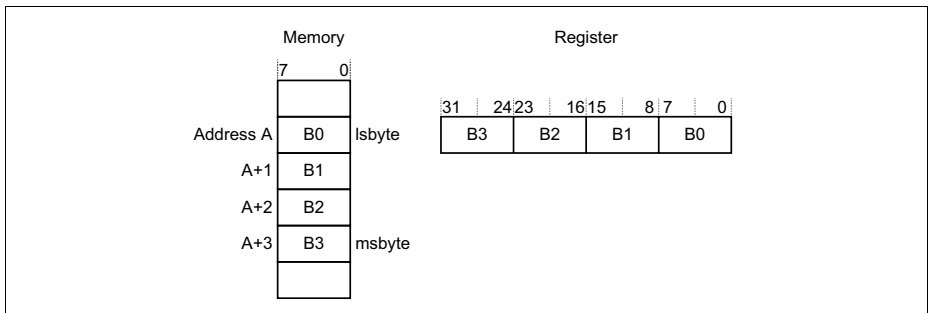 Memory
Register
7 0
31 24 23 16 15 8 7 0
Address A B0 lsbyte
B3 B2 B1 B0
A+1 B1
A+2 B2
A+3 B3 msbyte